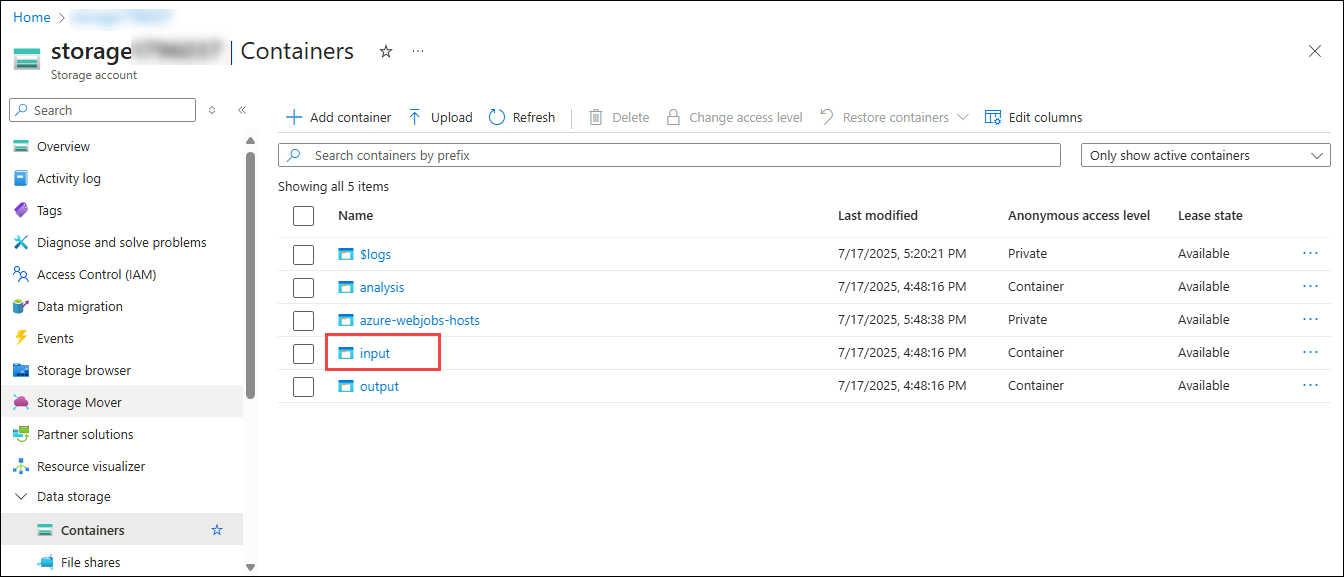 Home >
storage | Containers
Storage account
Search
Add container Upload Refresh Delete Change access level Restore containers Edit columns
Search containers by prefix
Only show active containers
Showing all 5 items
Name Last modified Anonymous access level Lease state
$logs 7/17/2025, 5:20:21 PM Private Available
analysis 7/17/2025, 4:48:16 PM Container Available
azure-webjobs-hosts 7/17/2025, 5:48:38 PM Private Available
input 7/17/2025, 4:48:16 PM Container Available
output 7/17/2025, 4:48:16 PM Container Available
Overview
Activity log
Tags
Diagnose and solve problems
Access Control (IAM)
Data migration
Events
Storage browser
Storage Mover
Partner solutions
Resource visualizer
Data storage
Containers
File shares